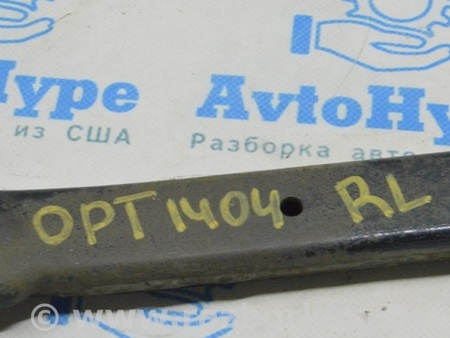 Hype
AvtoHy
из США
Разборка авто
OPT1404 RL